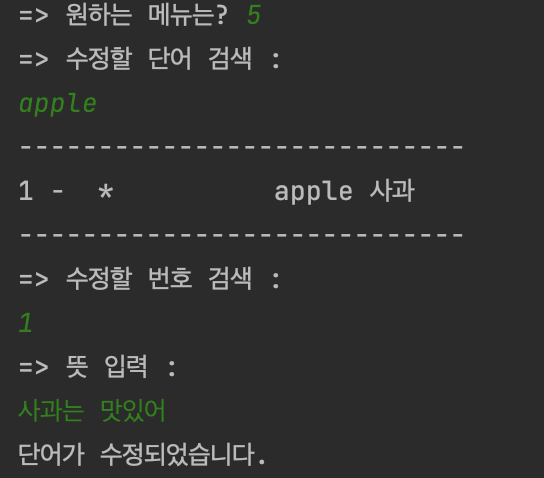 => 원하는 메뉴는? 5
=> 수정할 단어 검색 :
apple
----------------------------
1 -  *          apple 사과
----------------------------
=> 수정할 번호 검색 :
1
=> 뜻 입력 :
사과는 맛있어
단어가 수정되었습니다.